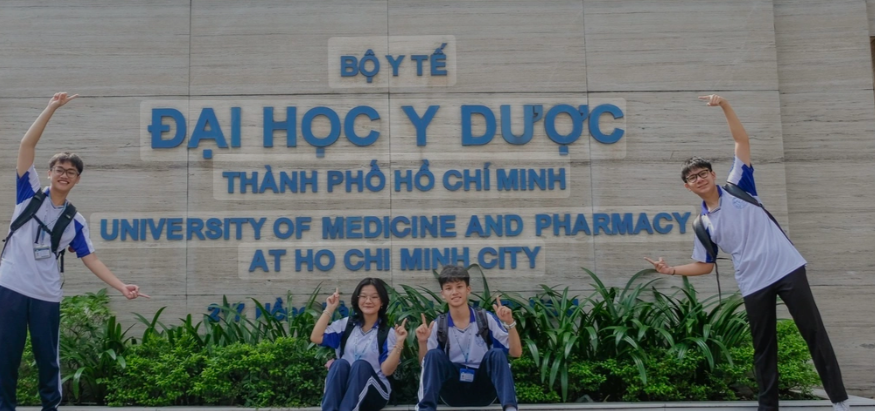 BỘ Y TẾ
ĐẠI HỌC Y DƯỢC
THÀNH PHỐ HỒ CHÍ MINH
UNIVERSITY OF MEDICINE AND PHARMACY
AT HO CHI MINH CITY